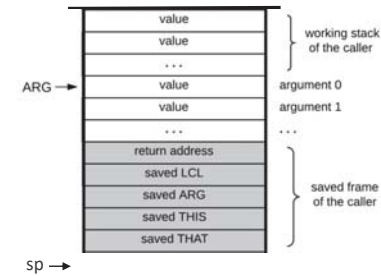 value
value
...
working stack
of the caller
ARG
value
argument 0
value
argument 1
...
...
return address
saved LCL
saved ARG
saved THIS
saved THAT
saved frame
of the caller
sp